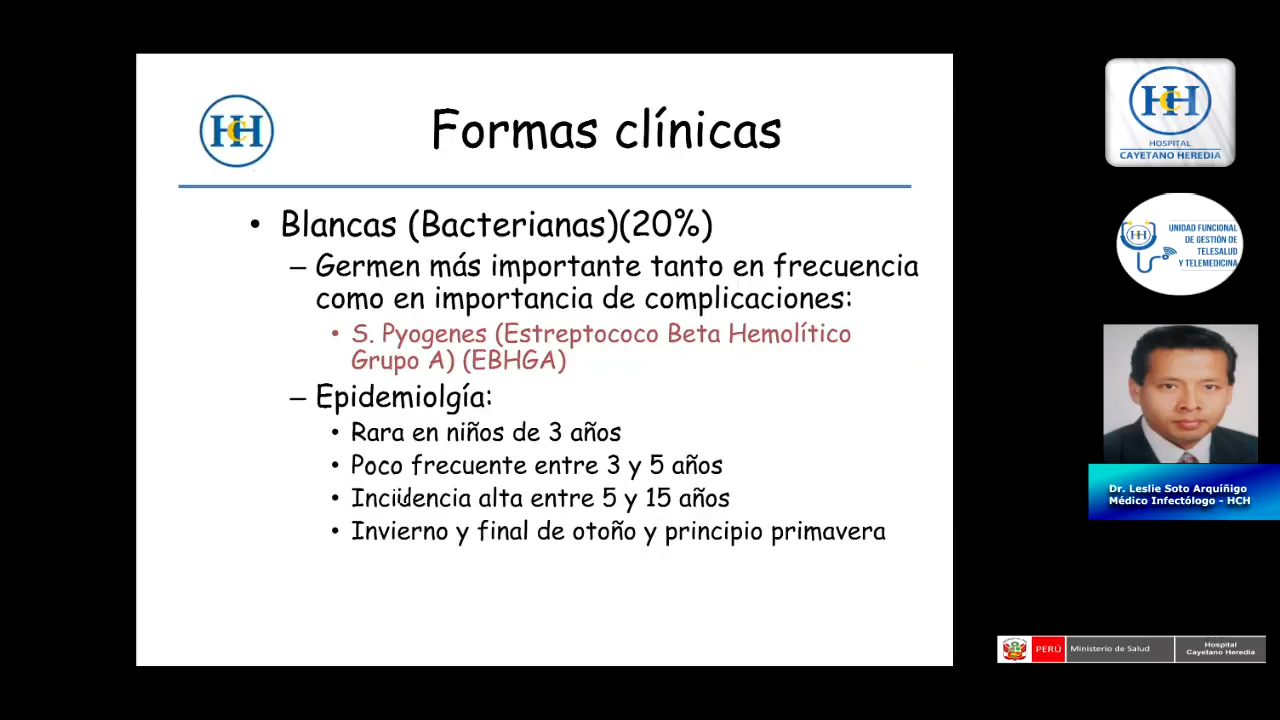 HCH
Formas clínicas
• Blancas (Bacterianas)(20%)
– Germen más importante tanto en frecuencia
como en importancia de complicaciones:
• S. Pyogenes (Estreptococo Beta Hemolítico
Grupo A) (EBHGA)
– Epidemiolgía:
• Rara en niños de 3 años
• Poco frecuente entre 3 y 5 años
• Incidencia alta entre 5 y 15 años
• Invierno y final de otoño y principio primavera
HCH
HOSPITAL
CAYETANO HEREDIA
HCH
UNIDAD FUNCIONAL
DE GESTIÓN DE
TELESALUD
Y TELEMEDICINA
Dr. Leslie Soto Arquíñigo
Médico Infectólogo - HCH
PERÚ
Ministerio de Salud
Hospital
Cayetano Heredia